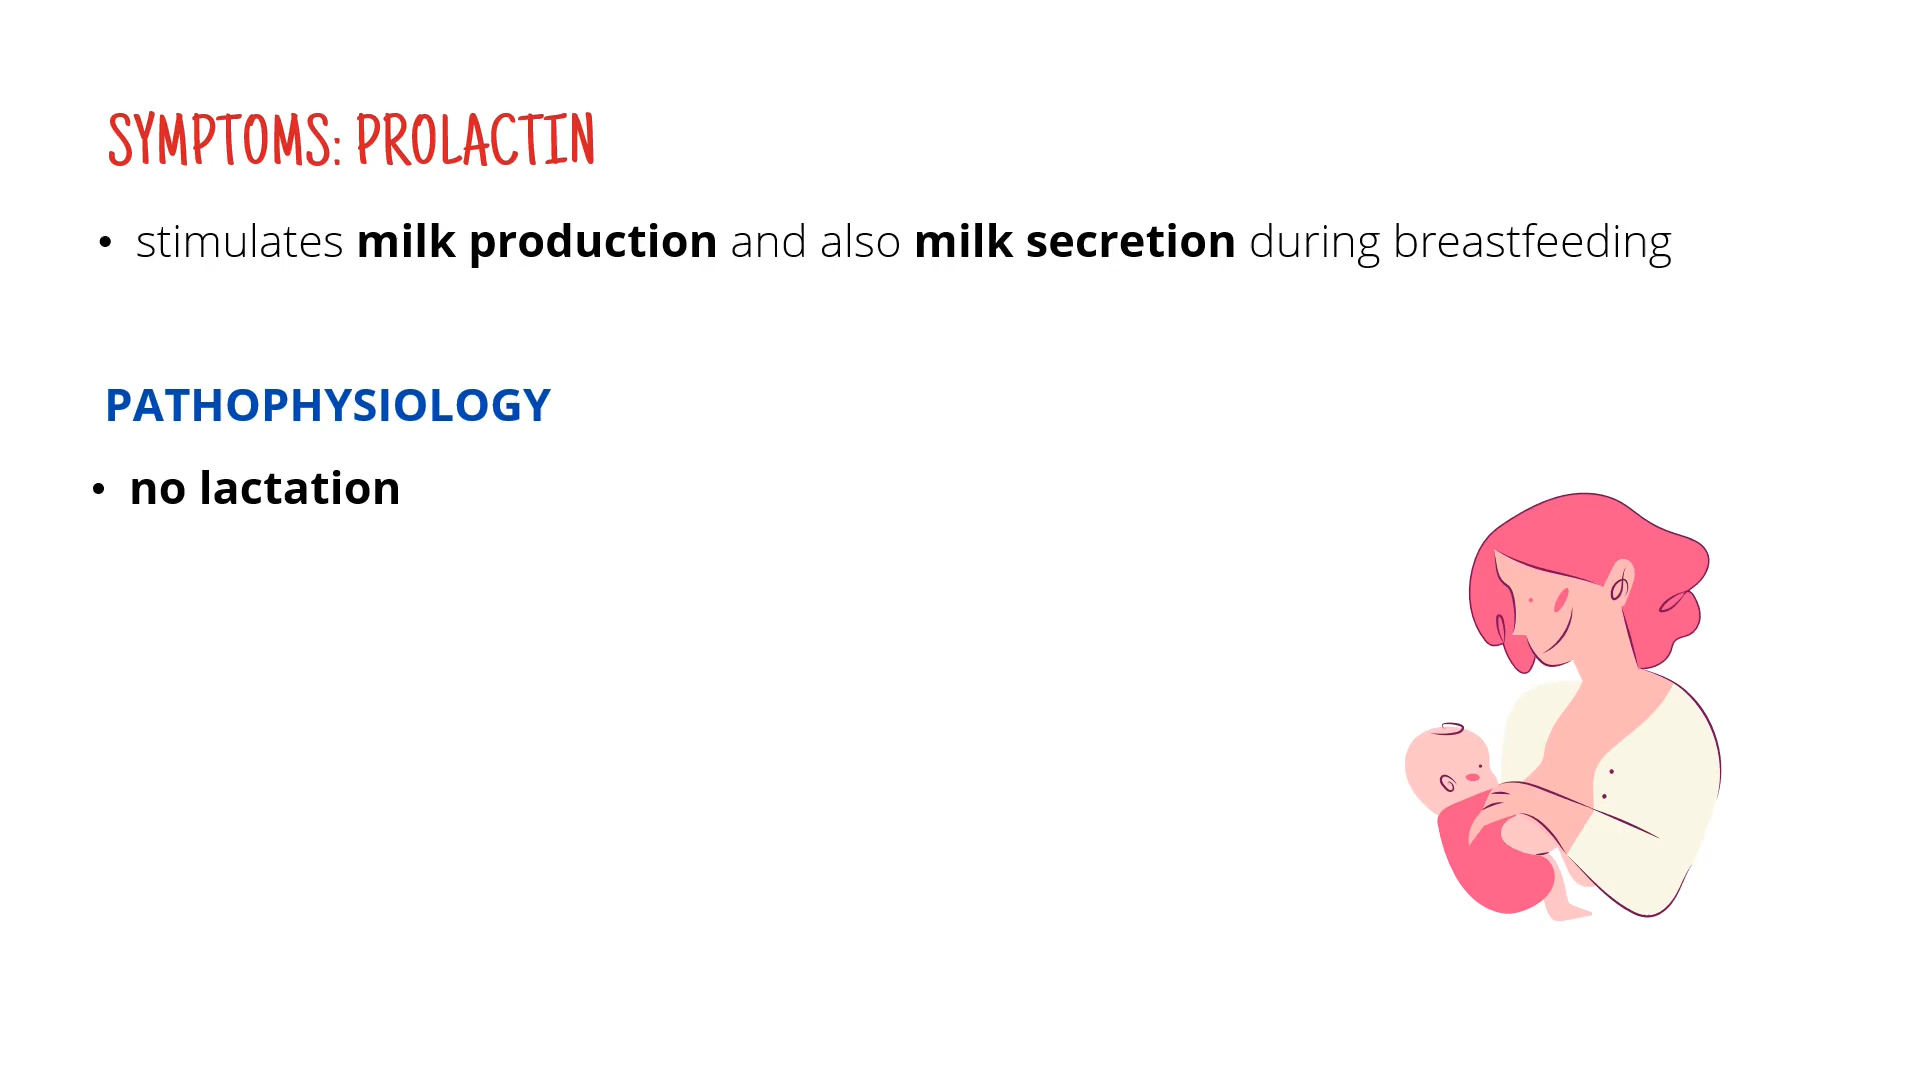 SYMPTOMS: PROLACTIN
• stimulates milk production and also milk secretion during breastfeeding
PATHOPHYSIOLOGY
• no lactation